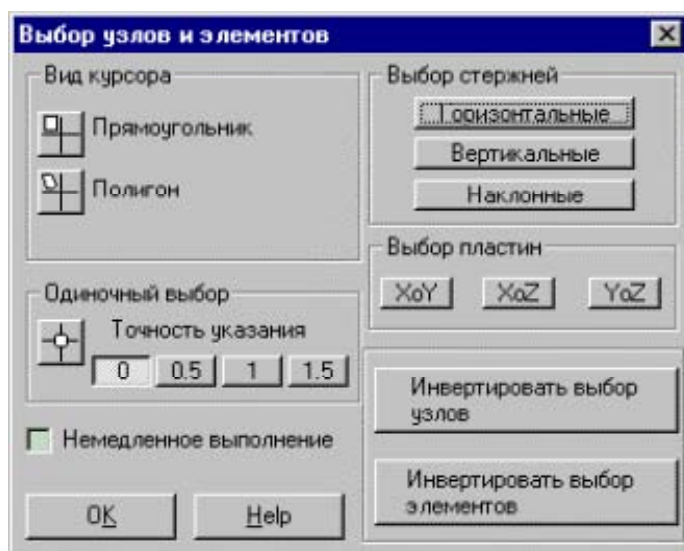 Выбор узлов и элементов
Вид курсора
Прямоугольник
Полигон
Одиночный выбор
Точность указания
0 0.5 1 1.5
Немедленное выполнение
OK Help
Выбор стержней
Горизонтальные
Вертикальные
Наклонные
Выбор пластин
XoY XoZ YoZ
Инвертировать выбор
узлов
Инвертировать выбор
элементов